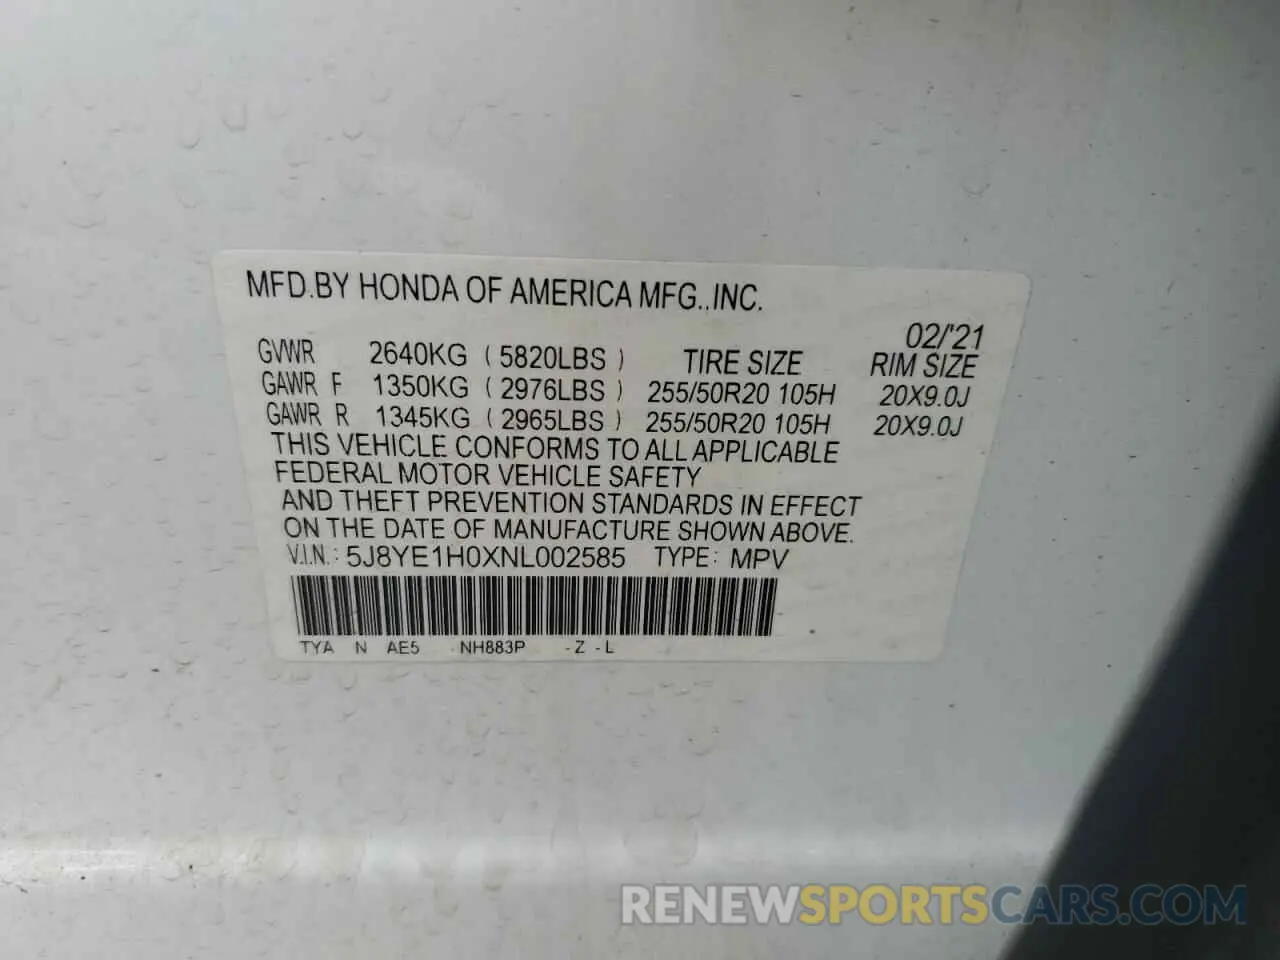 MFD.BY HONDA OF AMERICA MFG.,INC.
02/'21
GVWR 2640KG ( 5820LBS ) TIRE SIZE RIM SIZE
GAWR F 1350KG ( 2976LBS ) 255/50R20 105H 20X9.0J
GAWR R 1345KG ( 2965LBS ) 255/50R20 105H 20X9.0J
THIS VEHICLE CONFORMS TO ALL APPLICABLE
FEDERAL MOTOR VEHICLE SAFETY
AND THEFT PREVENTION STANDARDS IN EFFECT
ON THE DATE OF MANUFACTURE SHOWN ABOVE.
V.I.N.: 5J8YE1H0XNL002585 TYPE: MPV
TYA N AE5 NH883P -Z -L
RENEWSPORTSCARS.COM